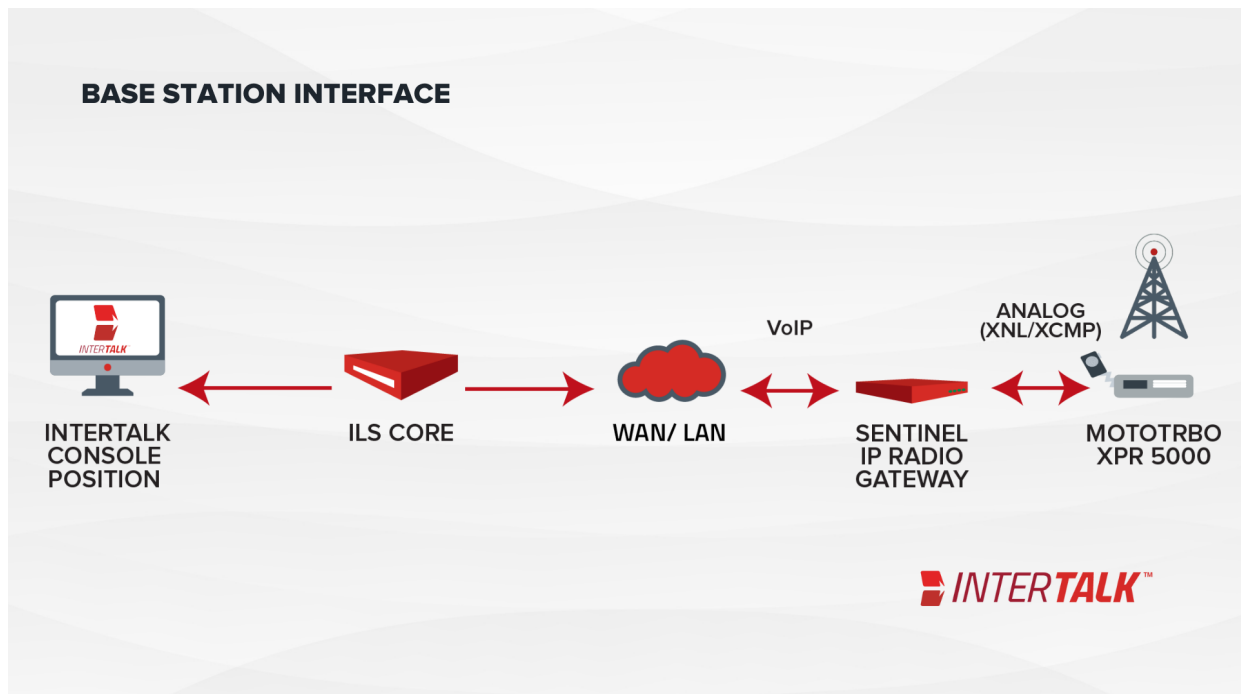 BASE STATION INTERFACE
INTERTALK
INTERTALK
CONSOLE
POSITION
ILS CORE
WAN/ LAN
VoIP
SENTINEL
IP RADIO
GATEWAY
ANALOG
(XNL/XCMP)
MOTOTRBO
XPR 5000
INTERTALK™